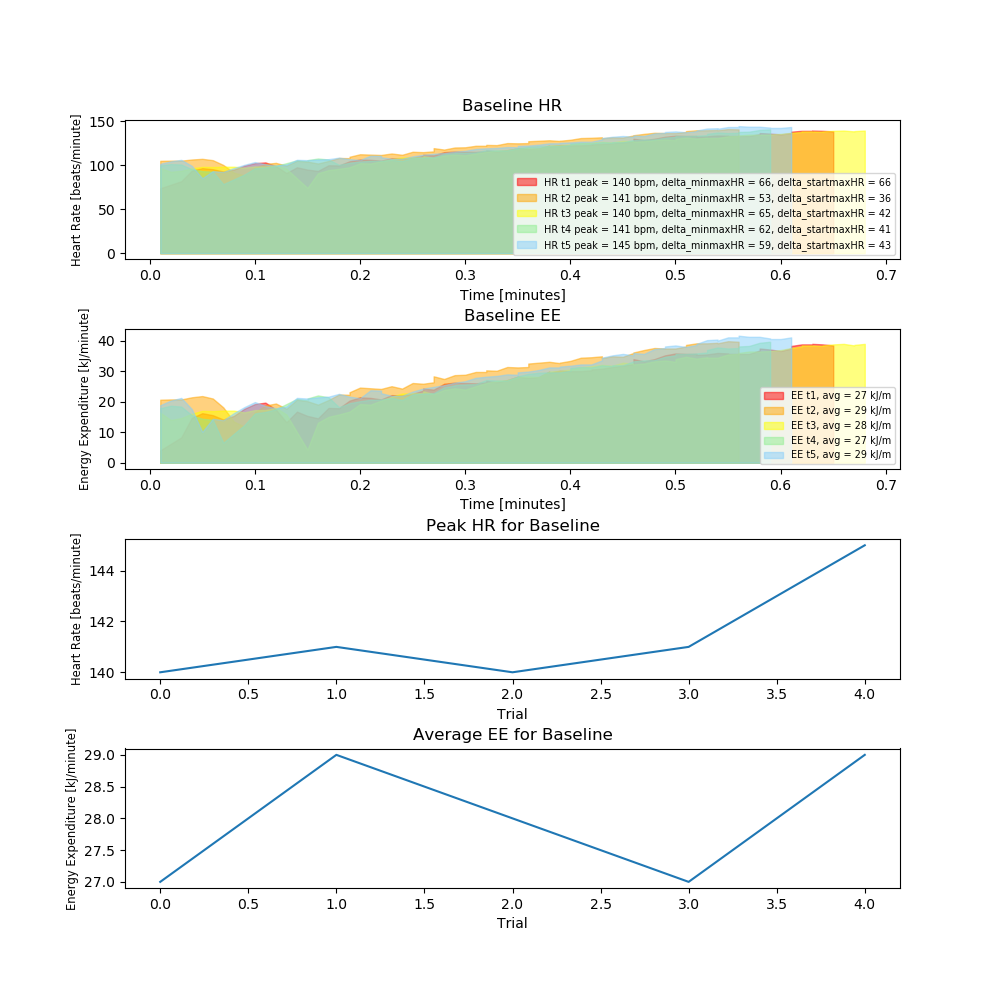 Baseline HR
Heart Rate [beats/minute]
150
100
50
0
HR t1 peak = 140 bpm, delta_minmaxHR = 66, delta_startmaxHR = 66
HR t2 peak = 141 bpm, delta_minmaxHR = 53, delta_startmaxHR = 36
HR t3 peak = 140 bpm, delta_minmaxHR = 65, delta_startmaxHR = 42
HR t4 peak = 141 bpm, delta_minmaxHR = 62, delta_startmaxHR = 41
HR t5 peak = 145 bpm, delta_minmaxHR = 59, delta_startmaxHR = 43
0.0 0.1 0.2 0.3 0.4 0.5 0.6 0.7
Time [minutes]
Baseline EE
Energy Expenditure [kJ/minute]
40
30
20
10
0
EE t1, avg = 27 kJ/m
EE t2, avg = 29 kJ/m
EE t3, avg = 28 kJ/m
EE t4, avg = 27 kJ/m
EE t5, avg = 29 kJ/m
0.0 0.1 0.2 0.3 0.4 0.5 0.6 0.7
Time [minutes]
Peak HR for Baseline
Heart Rate [beats/minute]
144
142
140
0.0 0.5 1.0 1.5 2.0 2.5 3.0 3.5 4.0
Trial
Average EE for Baseline
Energy Expenditure [kJ/minute]
29.0
28.5
28.0
27.5
27.0
0.0 0.5 1.0 1.5 2.0 2.5 3.0 3.5 4.0
Trial